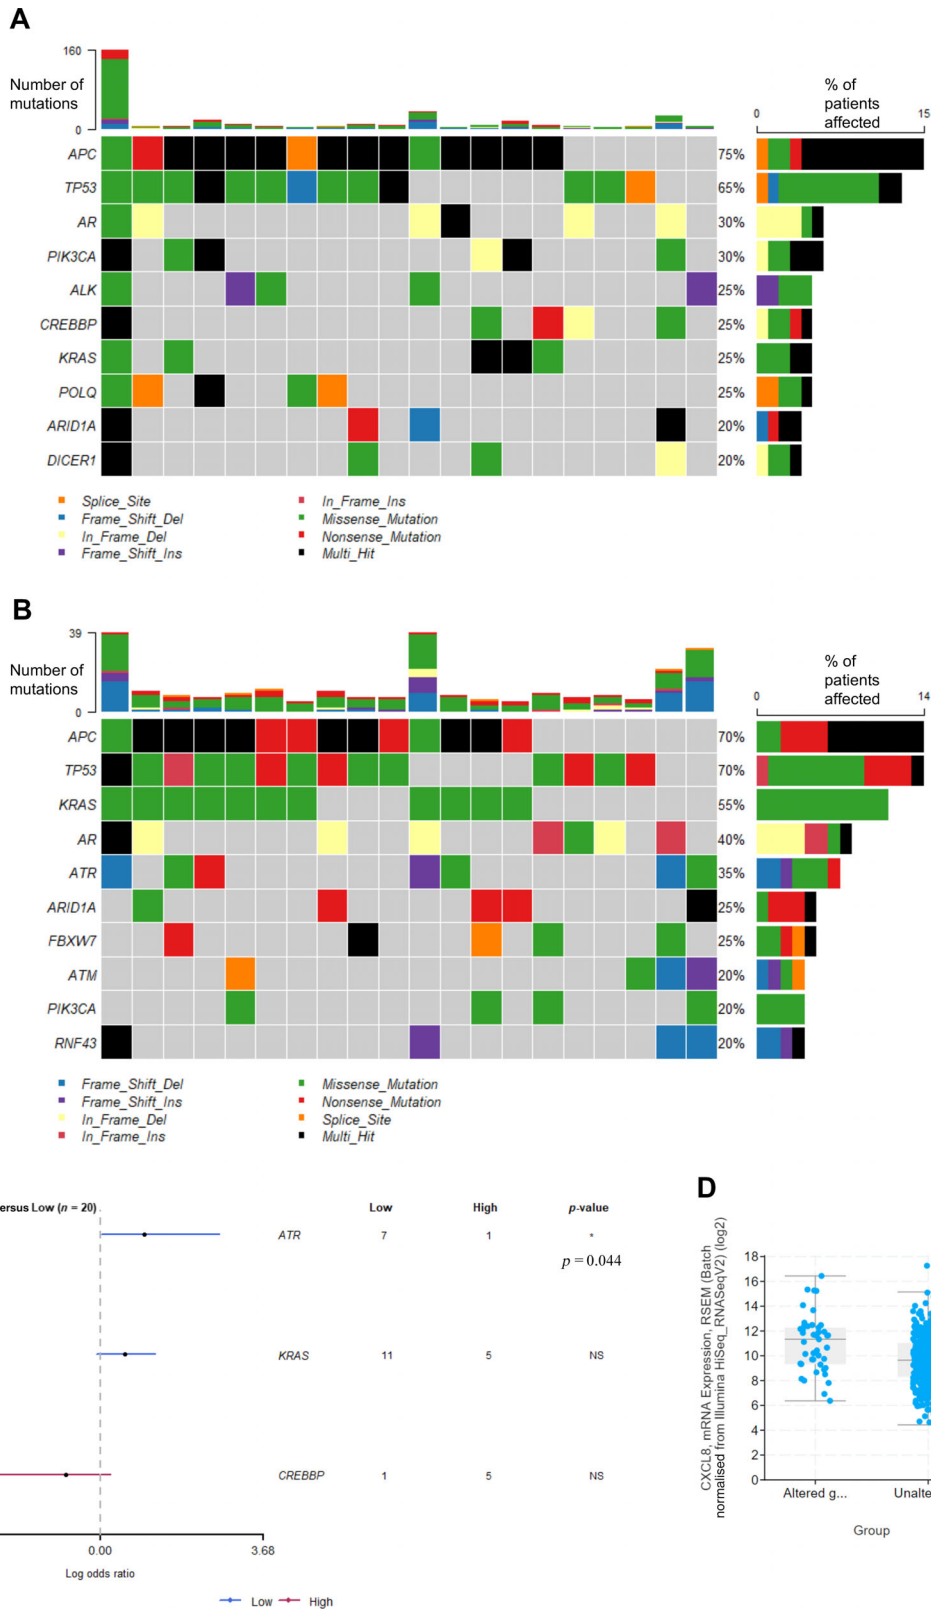 A
160
Number of
mutations
0
% of
patients
affected
0
15
APC
75%
TP53
65%
AR
30%
PIK3CA
30%
ALK
25%
CREBBP
25%
KRAS
25%
POLQ
25%
ARID1A
20%
DICER1
20%
Splice_Site
In_Frame_Ins
Frame_Shift_Del
Missense_Mutation
In_Frame_Del
Nonsense_Mutation
Frame_Shift_Ins
Multi_Hit
B
39
Number of
mutations
0
% of
patients
affected
0
14
APC
70%
TP53
70%
KRAS
55%
AR
40%
ATR
35%
ARID1A
25%
FBXW7
25%
ATM
20%
PIK3CA
20%
RNF43
20%
Frame_Shift_Del
Missense_Mutation
Frame_Shift_Ins
Nonsense_Mutation
In_Frame_Del
Splice_Site
In_Frame_Ins
Multi_Hit
ersus Low (n = 20)
Low
High
p-value
ATR
7
1
*
p = 0.044
KRAS
11
5
NS
CREBBP
1
5
NS
0.00
3.68
Log odds ratio
Low
High
D
CXCL8, mRNA Expression, RSEM (Batch
normalised from Illumina HiSeq_RNASeqV2) (log2)
18
16
14
12
10
8
6
4
2
0
Altered g...
Unalte
Group